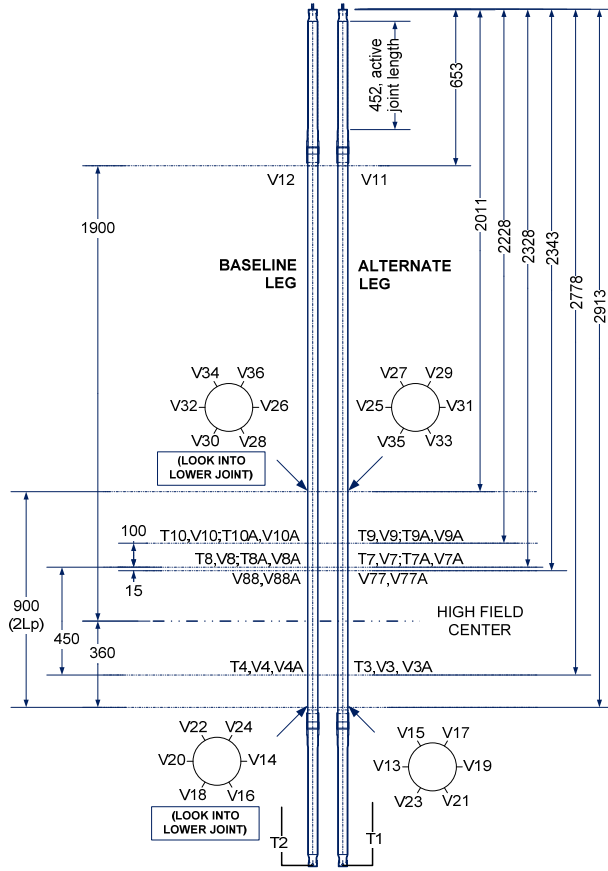 452, active
joint length
653
2011
2228
2328
2343
2778
2913
V12
V11
1900
BASELINE
LEG
ALTERNATE
LEG
V34
V36
V32
V26
V30
V28
(LOOK INTO
LOWER JOINT)
V27
V29
V25
V31
V35
V33
T10,V10;T10A,V10A
T9,V9;T9A,V9A
100
T8,V8;T8A,V8A
T7,V7;T7A,V7A
V88,V88A
V77,V77A
15
900
(2Lp)
450
360
HIGH FIELD
CENTER
T4,V4,V4A
T3,V3, V3A
V22
V24
V20
V14
V18
V16
(LOOK INTO
LOWER JOINT)
V15
V17
V13
V19
V23
V21
T2
T1